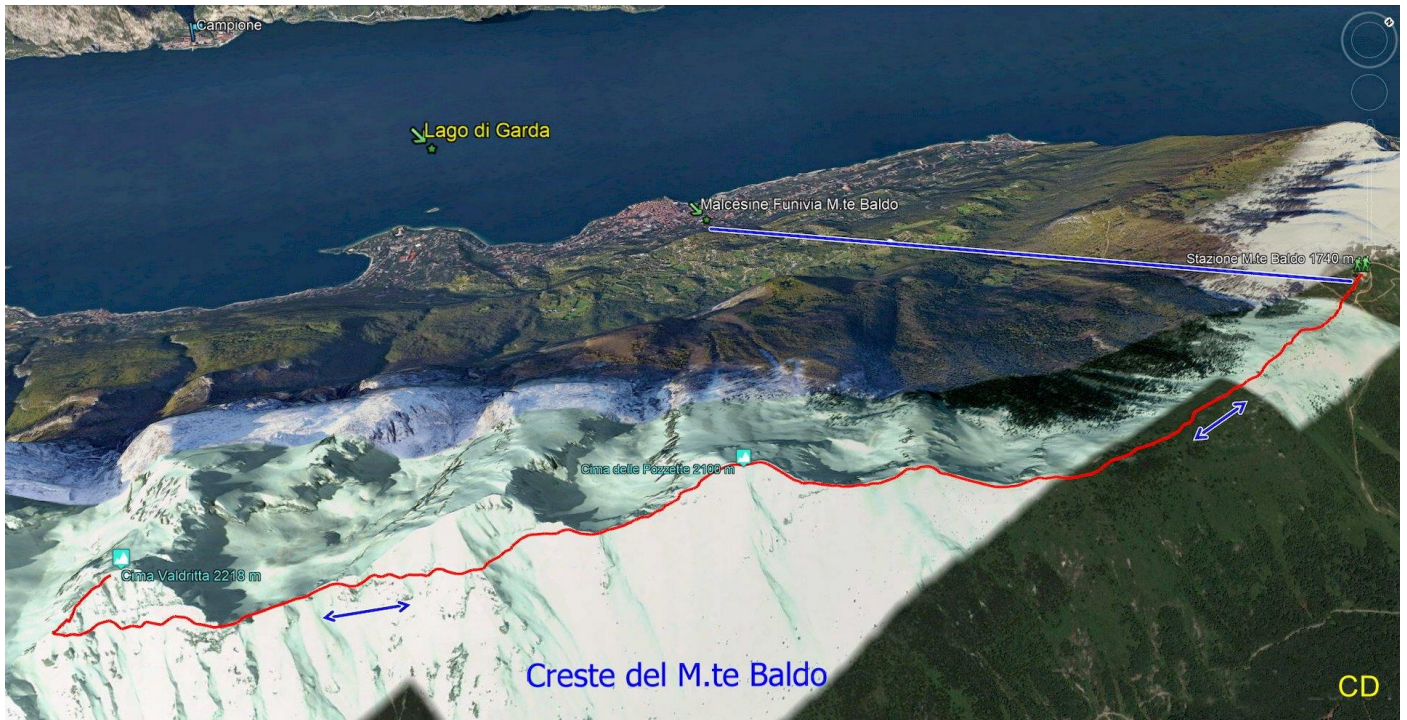 Campione
Lago di Garda
Malcesine Funivia M.te Baldo
Stazione M.te Baldo 1740 m
Cima delle Pozzette 2100 m
Cima Valdritta 2218 m
Creste del M.te Baldo
CD